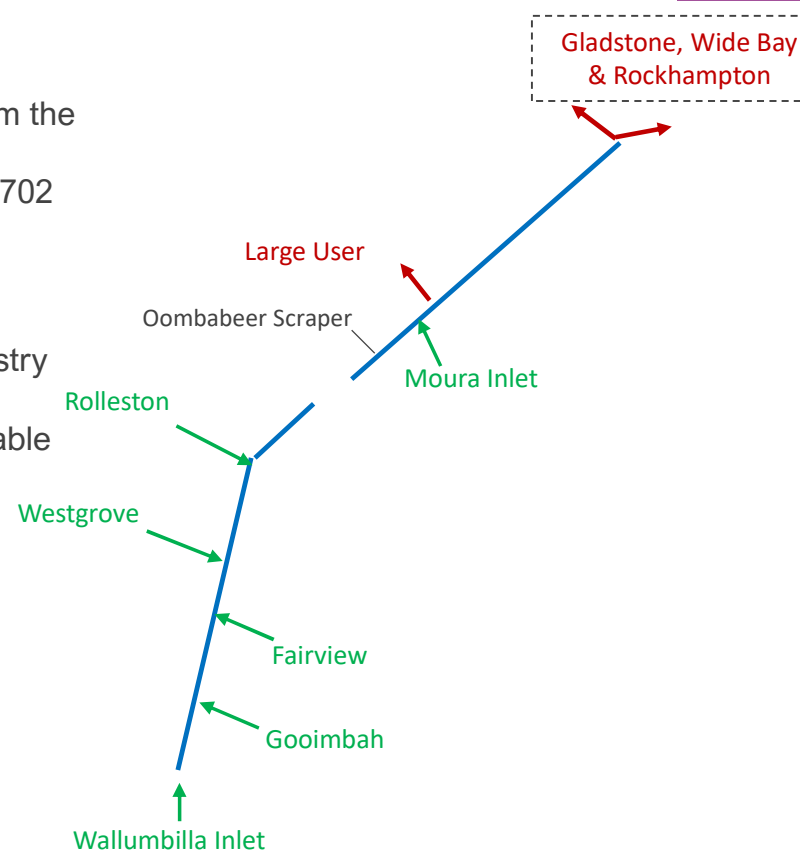 Gladstone, Wide Bay
& Rockhampton
m the
702
Large User
Oombabeer Scraper
stry
Moura Inlet
Rolleston
able
Westgrove
Fairview
Gooimbah
Wallumbilla Inlet